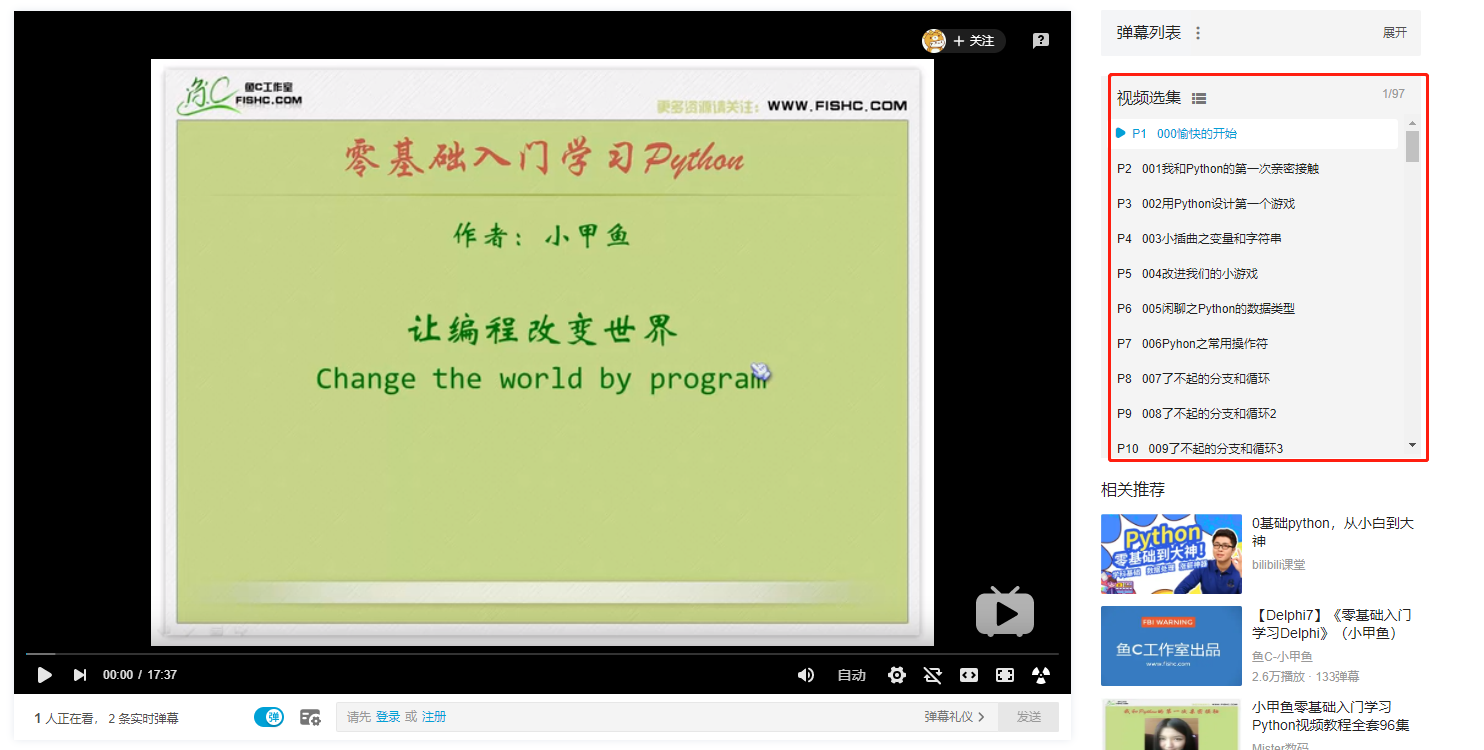 + 关注
鱼C工作室
FISHC.COM
更多资源请关注：WWW.FISHC.COM
零基础入门学习Python
作者：小甲鱼
让编程改变世界
Change the world by program
00:00 / 17:37
自动
1 人正在看， 2 条实时弹幕
弹
请先 登录 或 注册
弹幕礼仪
发送
弹幕列表
展开
视频选集
1/97
P1 000愉快的开始
P2 001我和Python的第一次亲密接触
P3 002用Python设计第一个游戏
P4 003小插曲之变量和字符串
P5 004改进我们的小游戏
P6 005闲聊之Python的数据类型
P7 006Pyhon之常用操作符
P8 007了不起的分支和循环
P9 008了不起的分支和循环2
P10 009了不起的分支和循环3
相关推荐
Python
零基础到大神!
0基础python，从小白到大
神
bilibili课堂
FBI WARNING
鱼C工作室出品
www.fishc.com
【Delphi7】《零基础入门
学习Delphi》（小甲鱼）
鱼C-小甲鱼
2.6万播放 · 133弹幕
我和Python的第一次亲密接触
小甲鱼零基础入门学习
Python视频教程全套96集
Mister数码